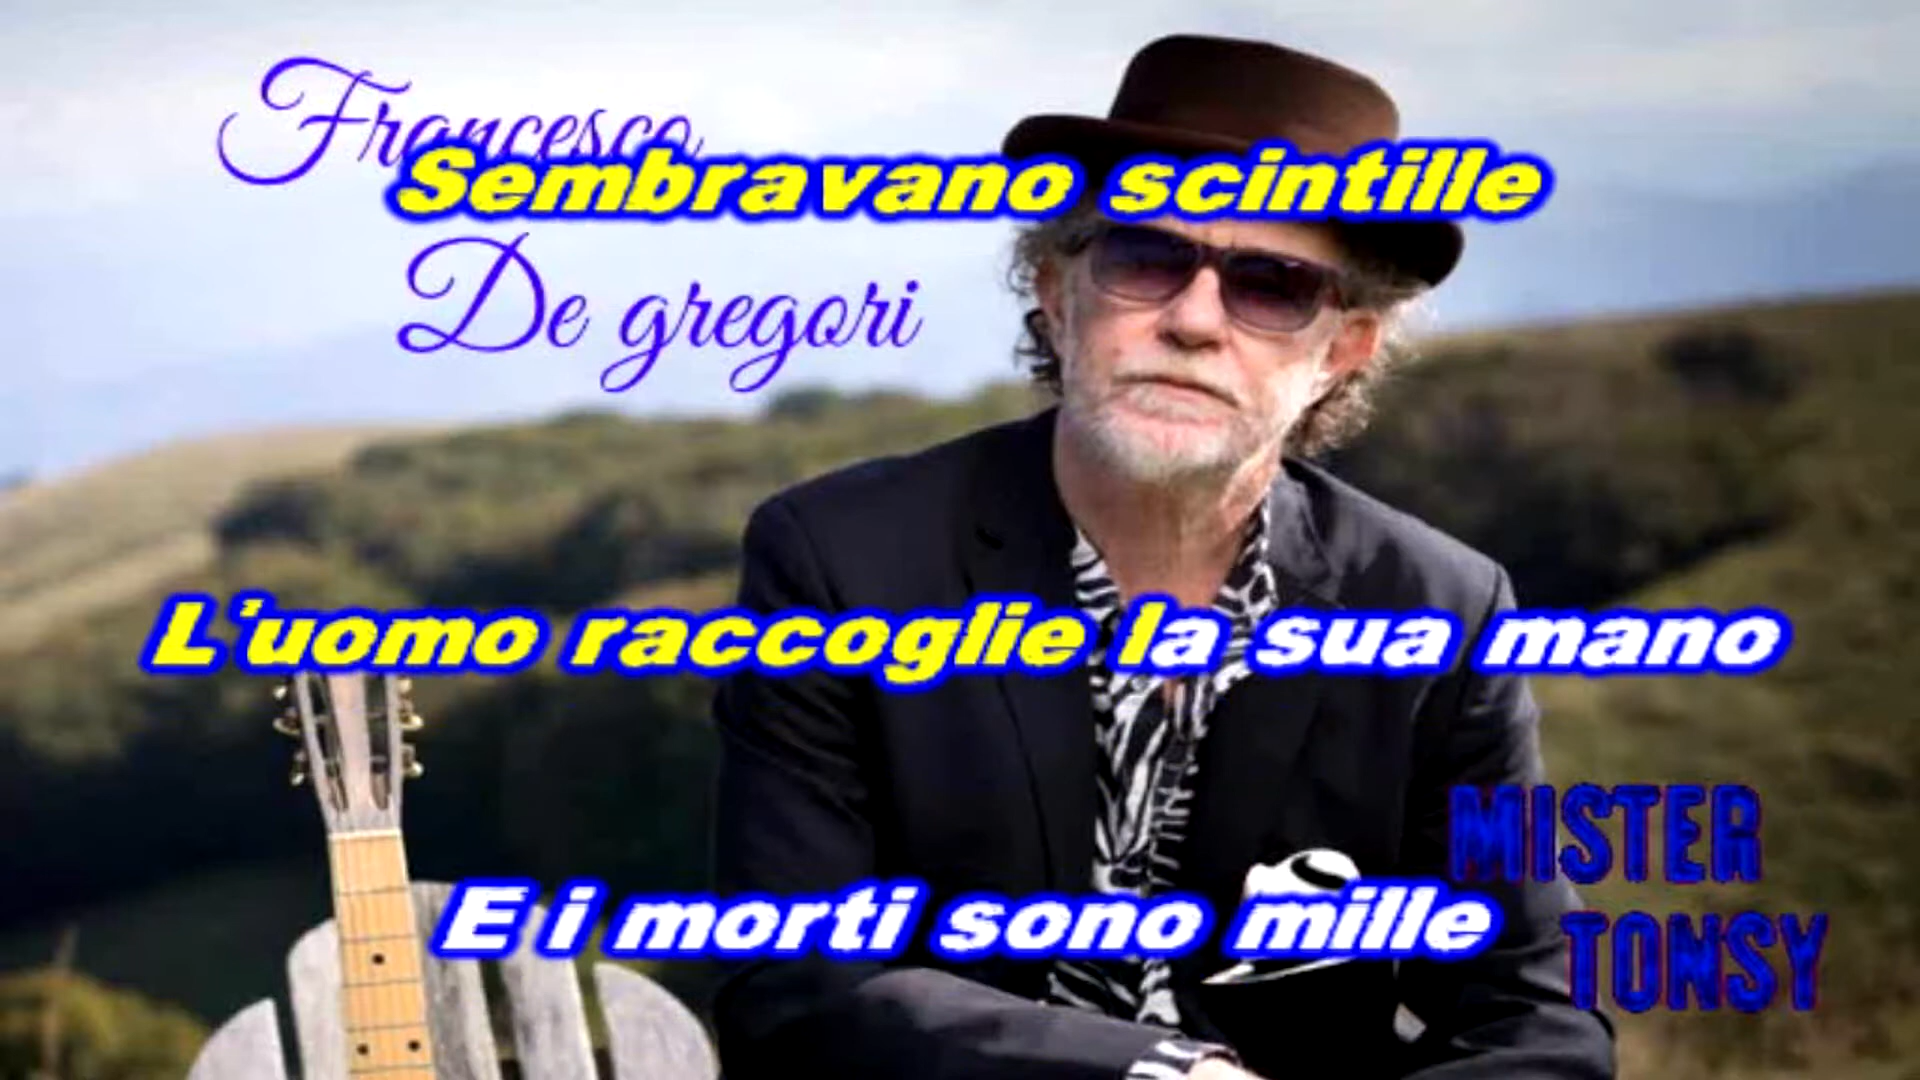 Francesco
Sembravano scintille
De gregori
L'uomo raccoglie la sua mano
E i morti sono mille
MISTER
TONSY